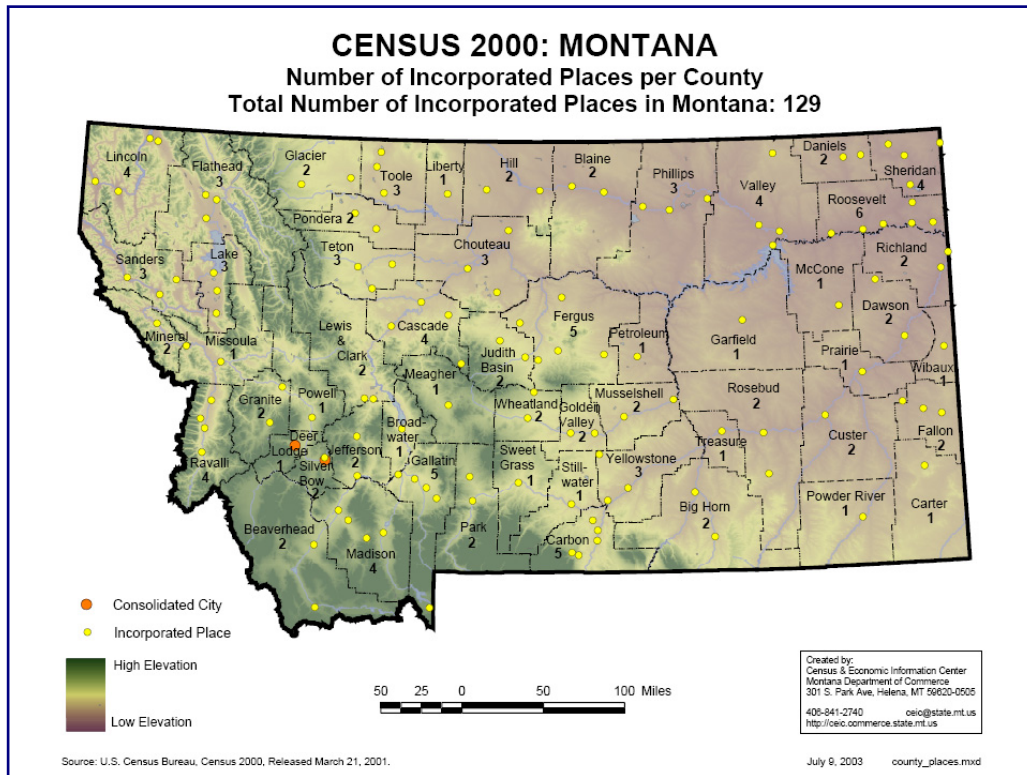 CENSUS 2000: MONTANA
Number of Incorporated Places per County
Total Number of Incorporated Places in Montana: 129
Lincoln
4
Flathead
3
Glacier
2
Toole
3
Liberty
1
Hill
2
Blaine
2
Phillips
3
Valley
4
Daniels
2
Sheridan
4
Roosevelt
6
Pondera 2
Teton
3
Chouteau
3
Richland
2
McCone
1
Dawson
2
Sanders
3
Lake
3
Mineral
2
Missoula
1
Lewis
&
Clark
2
Cascade
4
Fergus
5
Judith
Basin
2
Petroleum
1
Garfield
1
Prairie
1
Wibaux
1
Meagher
1
Granite
2
Powell
1
Wheatland
2
Golden
Valley
2
Musselshell
2
Rosebud
2
Custer
2
Fallon
2
Treasure
1
Deer
Lodge
1
Silver
Bow
2
Jefferson
2
Broad-
water
1
Gallatin
5
Sweet
Grass
1
Still-
water
1
Yellowstone
3
Ravalli
4
Big Horn
2
Powder River
1
Carter
1
Beaverhead
2
Madison
4
Park
2
Carbon
5
Consolidated City
Incorporated Place
High Elevation
Low Elevation
50 25 0 50 100 Miles
Created by:
Census & Economic Information Center
Montana Department of Commerce
301 S. Park Ave, Helena, MT 59620-0505
406-841-2740 ceic@state.mt.us
http://ceic.commerce.state.mt.us
Source: U.S. Census Bureau, Census 2000, Released March 21, 2001.
July 9, 2003 county_places.mxd